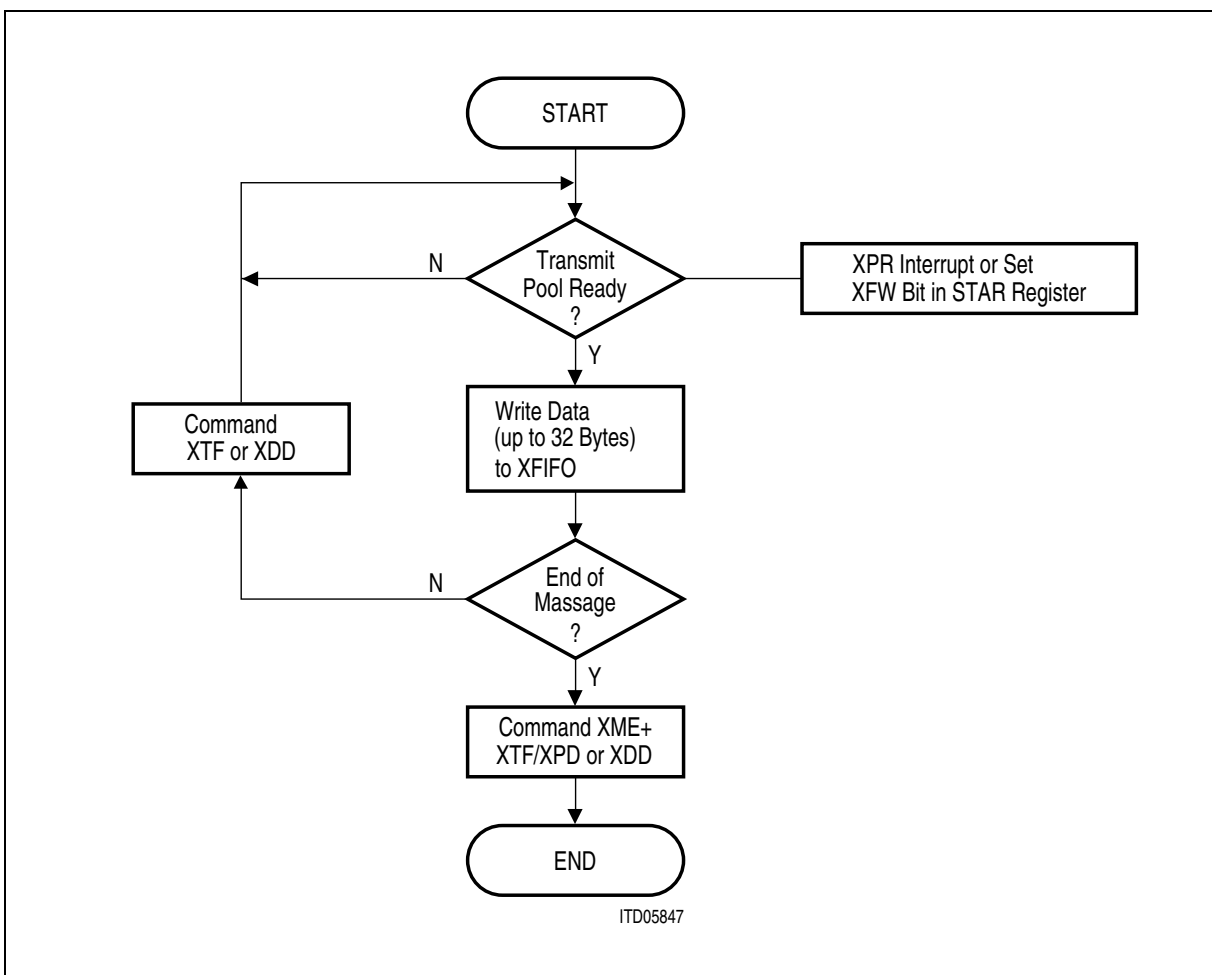 START
N
Transmit
Pool Ready
?
XPR Interrupt or Set
XFW Bit in STAR Register
Y
Write Data
(up to 32 Bytes)
to XFIFO
Command
XTF or XDD
N
End of
Massage
?
Y
Command XME+
XTF/XPD or XDD
END
ITD05847